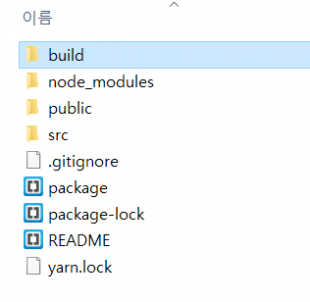 이름
build
node_modules
public
src
.gitignore
package
package-lock
README
yarn.lock